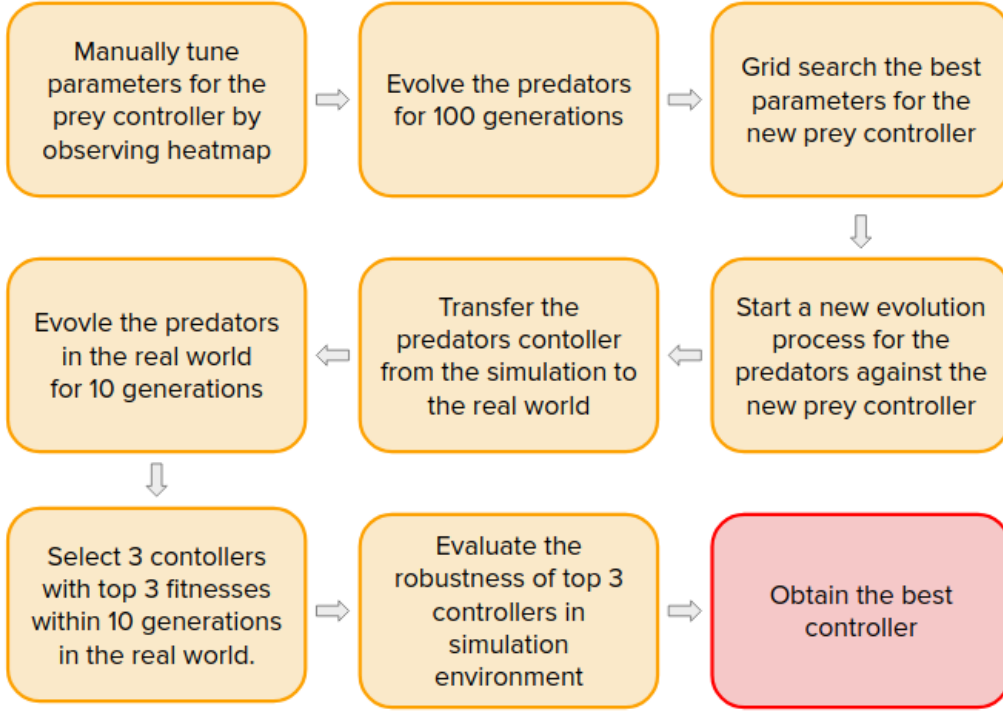 Manually tune
parameters for the
prey controller by
observing heatmap
Evolve the predators
for 100 generations
Grid search the best
parameters for the
new prey controller
Start a new evolution
process for the
predators against the
new prey controller
Transfer the
predators contoller
from the simulation to
the real world
Evovle the predators
in the real world
for 10 generations
Select 3 contollers
with top 3 fitnesses
within 10 generations
in the real world.
Evaluate the
robustness of top 3
controllers in
simulation
environment
Obtain the best
controller